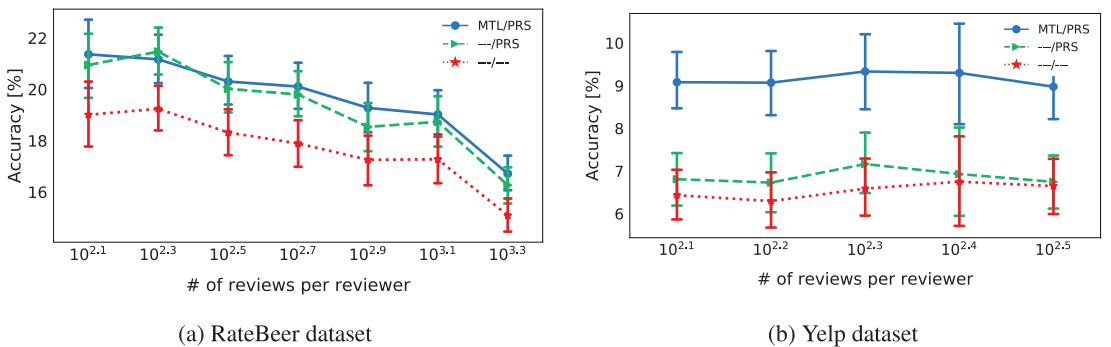 Accuracy [%]
22
20
18
16
MTL/PRS
---/PRS
---/---
10^2.1 10^2.3 10^2.5 10^2.7 10^2.9 10^3.1 10^3.3
# of reviews per reviewer
(a) RateBeer dataset
Accuracy [%]
10
9
8
7
6
MTL/PRS
---/PRS
---/---
10^2.1 10^2.2 10^2.3 10^2.4 10^2.5
# of reviews per reviewer
(b) Yelp dataset